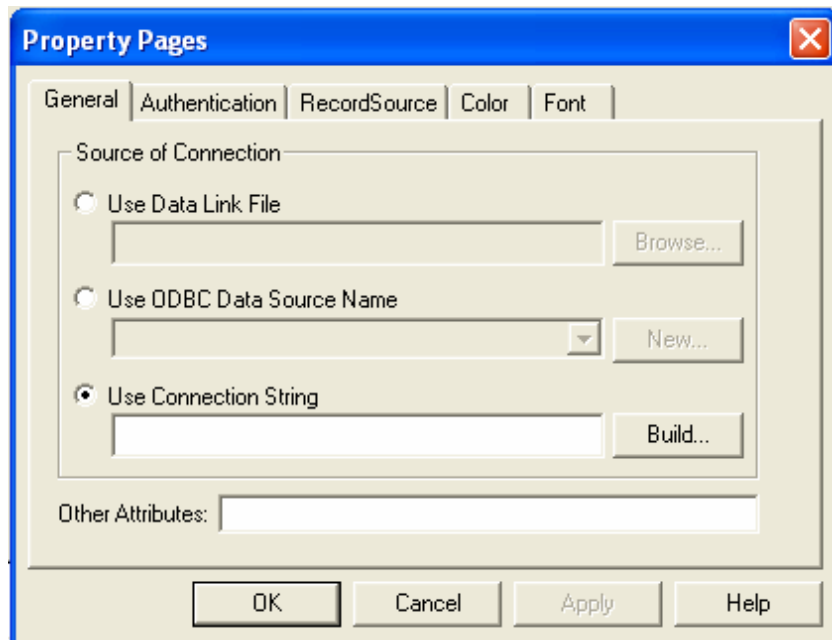 Property Pages
General Authentication RecordSource Color Font
Source of Connection
Use Data Link File
Browse...
Use ODBC Data Source Name
New...
Use Connection String
Build...
Other Attributes:
OK Cancel Apply Help